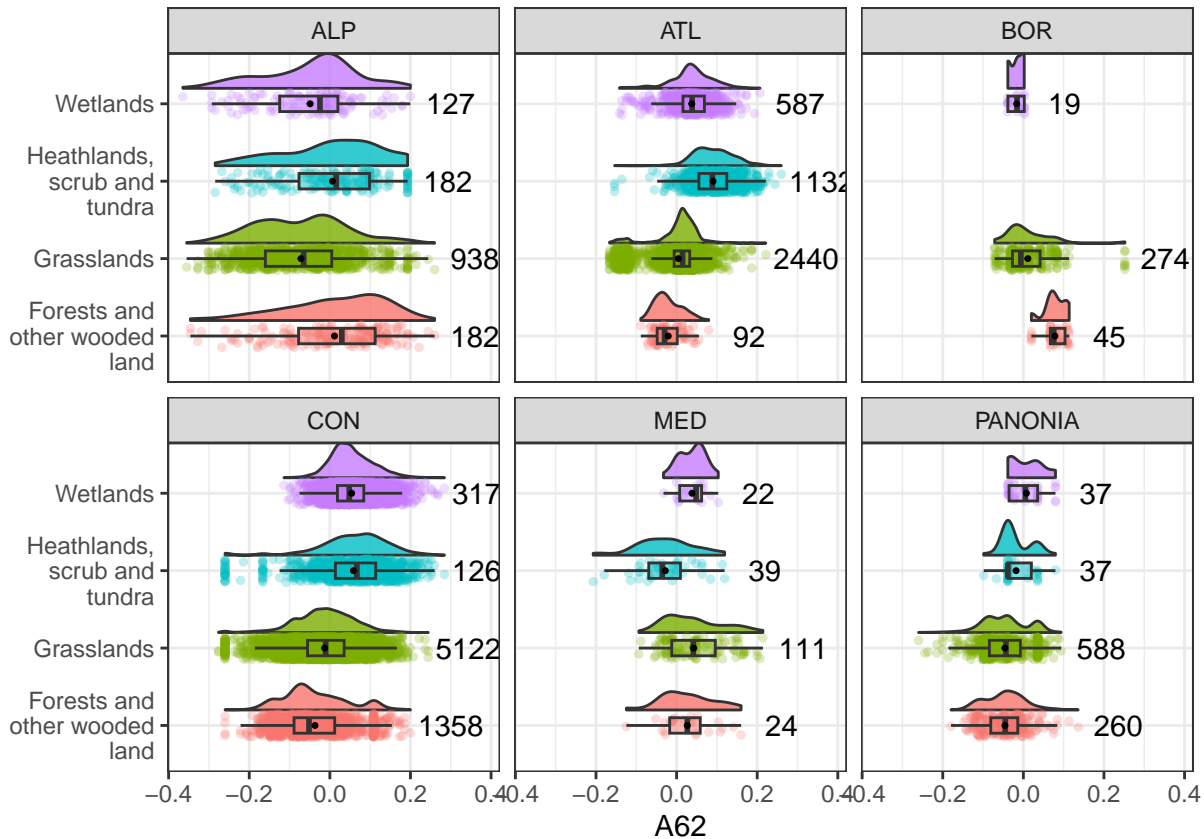 ALP
ATL
BOR
Wetlands
127
587
19
Heathlands,
scrub and
tundra
182
1132
Grasslands
938
2440
274
Forests and
other wooded
land
182
92
45
CON
MED
PANONIA
Wetlands
317
22
37
Heathlands,
scrub and
tundra
126
39
37
Grasslands
5122
111
588
Forests and
other wooded
land
1358
24
260
−0.4 −0.2 0.0 0.2 0.4
−0.4 −0.2 0.0 0.2 0.4
−0.4 −0.2 0.0 0.2 0.4
A62